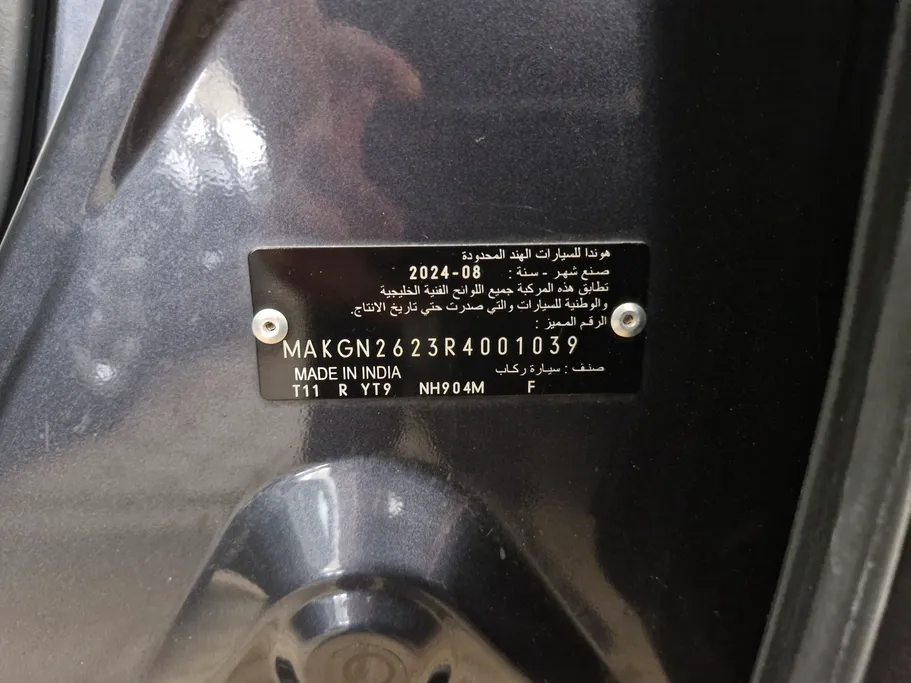 هوندا للسيارات الهند المحدودة
صنع شهر - سنة : 08-2024
تطابق هذه المركبة جميع اللوائح الفنية الخليجية
والوطنية للسيارات والتي صدرت حتي تاريخ الانتاج.
الرقم المميز :
MAKGN2623R4001039
MADE IN INDIA صنف : سيارة ركاب
T11 R YT9 NH904M F